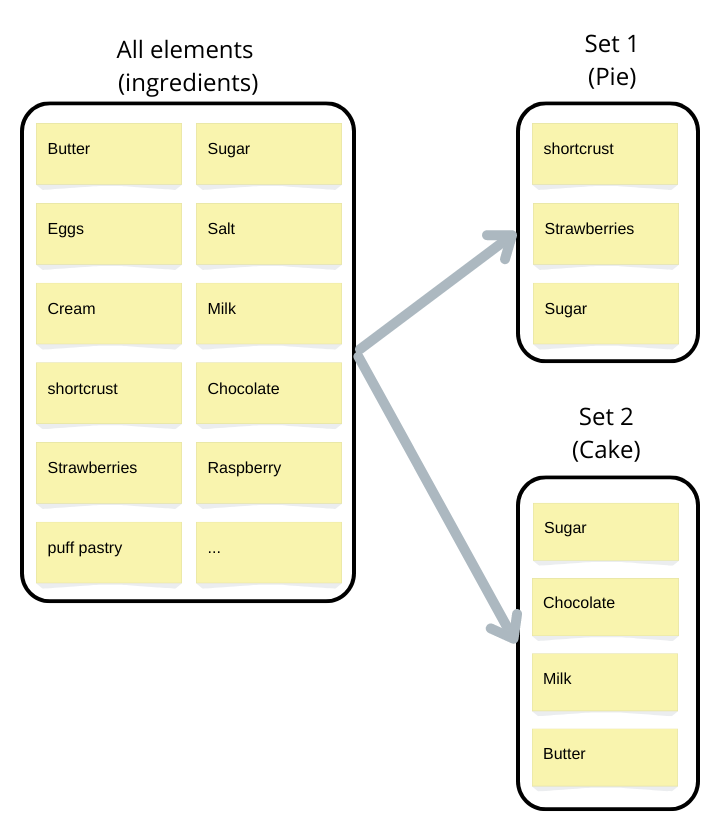 All elements
(ingredients)
Butter
Sugar
Eggs
Salt
Cream
Milk
shortcrust
Chocolate
Strawberries
Raspberry
puff pastry
...
Set 1
(Pie)
shortcrust
Strawberries
Sugar
Set 2
(Cake)
Sugar
Chocolate
Milk
Butter